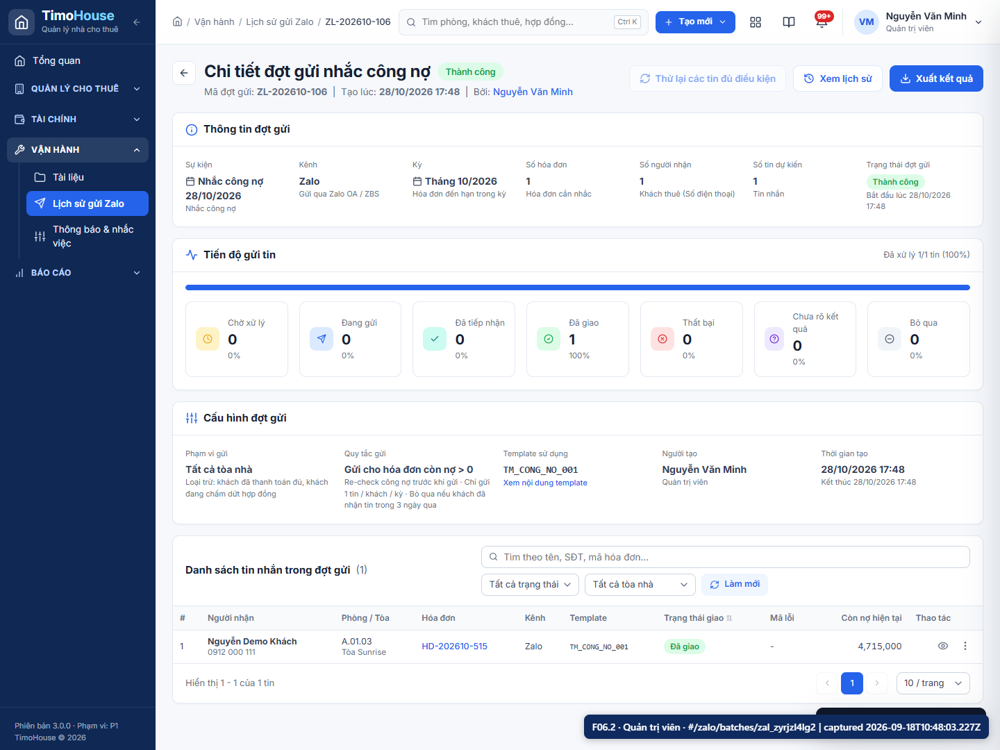 TimoHouse
Quản lý nhà cho thuê
Tổng quan
QUẢN LÝ CHO THUÊ
TÀI CHÍNH
VẬN HÀNH
Tài liệu
Lịch sử gửi Zalo
Thông báo & nhắc việc
BÁO CÁO
Phiên bản 3.0.0 · Phạm vi: P1
TimoHouse © 2026
/ Vận hành / Lịch sử gửi Zalo / ZL-202610-106
Tìm phòng, khách thuê, hợp đồng...
Ctrl K
Tạo mới
99+
VM
Nguyễn Văn Minh
Quản trị viên
Chi tiết đợt gửi nhắc công nợ
Thành công
Mã đợt gửi: ZL-202610-106 | Tạo lúc: 28/10/2026 17:48 | Bởi: Nguyễn Văn Minh
Thử lại các tin đủ điều kiện
Xem lịch sử
Xuất kết quả
Thông tin đợt gửi
Sự kiện
Nhắc công nợ
28/10/2026
Nhắc công nợ
Kênh
Zalo
Gửi qua Zalo OA / ZBS
Kỳ
Tháng 10/2026
Hóa đơn đến hạn trong kỳ
Số hóa đơn
1
Hóa đơn cần nhắc
Số người nhận
1
Khách thuê (Số điện thoại)
Số tin dự kiến
1
Tin nhắn
Trạng thái đợt gửi
Thành công
Bắt đầu lúc 28/10/2026
17:48
Tiến độ gửi tin
Đã xử lý 1/1 tin (100%)
Chờ xử lý
0
0%
Đang gửi
0
0%
Đã tiếp nhận
0
0%
Đã giao
1
100%
Thất bại
0
0%
Chưa rõ kết
quả
0
0%
Bỏ qua
0
0%
Cấu hình đợt gửi
Phạm vi gửi
Tất cả tòa nhà
Loại trừ: khách đã thanh toán đủ, khách
đang chấm dứt hợp đồng
Quy tắc gửi
Gửi cho hóa đơn còn nợ > 0
Re-check công nợ trước khi gửi · Chỉ gửi
1 tin / khách / kỳ · Bỏ qua nếu khách đã
nhận tin trong 3 ngày qua
Template sử dụng
TM_CONG_NO_001
Xem nội dung template
Người tạo
Nguyễn Văn Minh
Quản trị viên
Thời gian tạo
28/10/2026 17:48
Kết thúc 28/10/2026 17:48
Danh sách tin nhắn trong đợt gửi (1)
Tìm theo tên, SĐT, mã hóa đơn...
Tất cả trạng thái
Tất cả tòa nhà
Làm mới
# Người nhận Phòng / Tòa Hóa đơn Kênh Template Trạng thái giao Mã lỗi Còn nợ hiện tại Thao tác
1 Nguyễn Demo Khách A.01.03 HD-202610-515 Zalo TM_CONG_NO_001 Đã giao - 4,715,000
0912 000 111 Tòa Sunrise
Hiển thị 1 - 1 của 1 tin
1
10 / trang
F06.2 · Quản trị viên · #/zalo/batches/zal_zyrjzl4lg2 | captured 2026-09-18T10:48:03.227Z